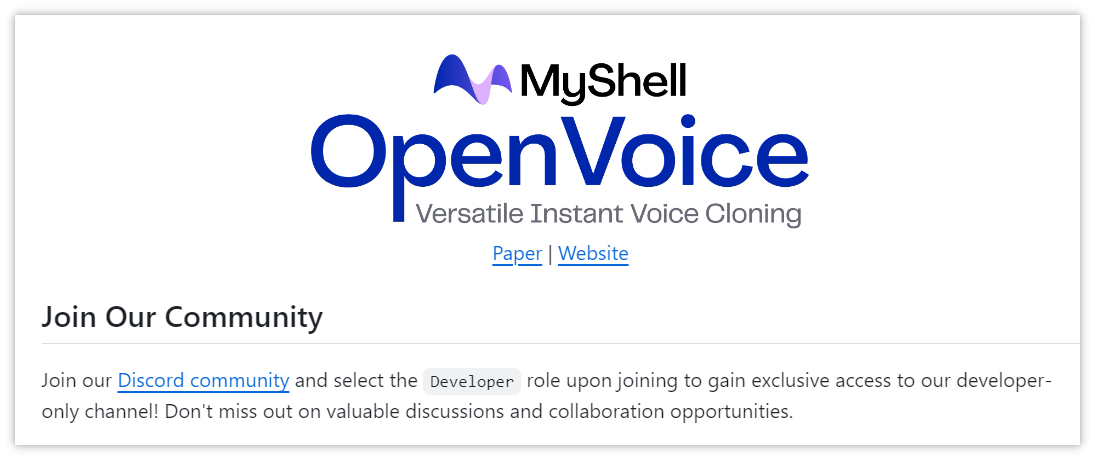 MyShell
OpenVoice
Versatile Instant Voice Cloning
Paper | Website
Join Our Community
Join our Discord community and select the Developer role upon joining to gain exclusive access to our developer-
only channel! Don't miss out on valuable discussions and collaboration opportunities.